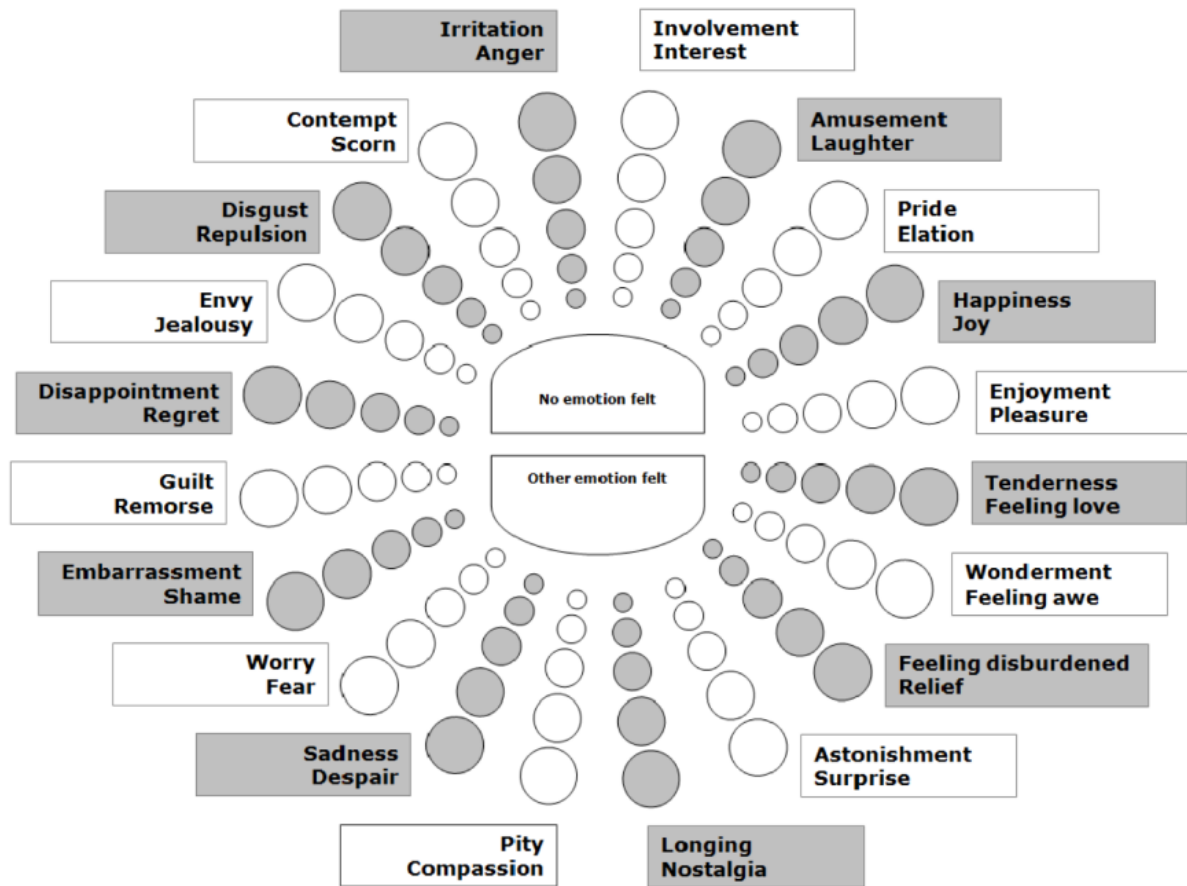 Irritation
Anger
Involvement
Interest
Contempt
Scorn
Amusement
Laughter
Disgust
Repulsion
Pride
Elation
Envy
Jealousy
Happiness
Joy
Disappointment
Regret
No emotion felt
Enjoyment
Pleasure
Guilt
Remorse
Other emotion felt
Tenderness
Feeling love
Embarrassment
Shame
Wonderment
Feeling awe
Worry
Fear
Feeling disburdened
Relief
Sadness
Despair
Astonishment
Surprise
Pity
Compassion
Longing
Nostalgia